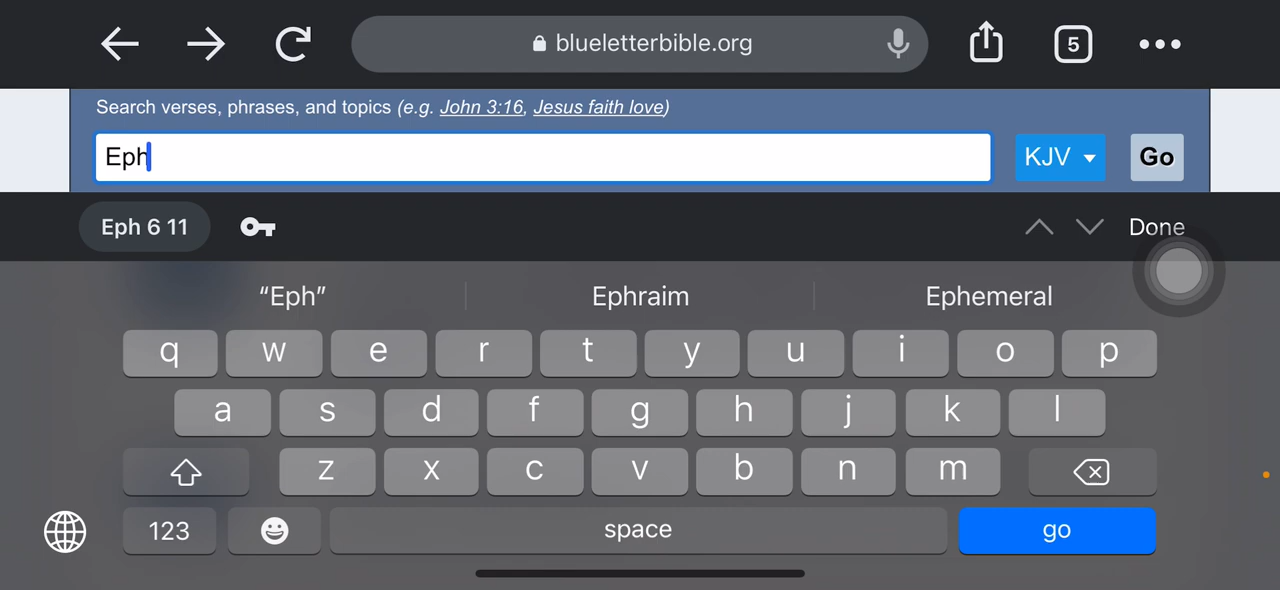 blueletterbible.org 5
Search verses, phrases, and topics (e.g. John 3:16, Jesus faith love)
Eph KJV Go
Eph 6 11 Done
“Eph” Ephraim Ephemeral
q w e r t y u i o p
a s d f g h j k l
z x c v b n m
123 space go